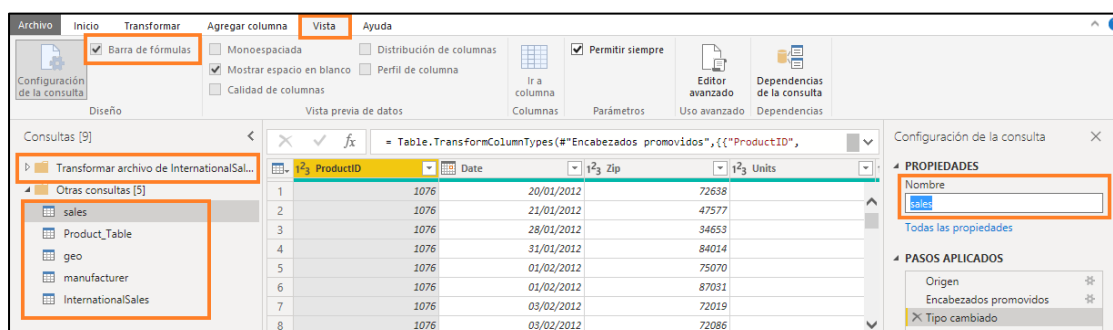 Archivo Inicio Transformar Agregar columna Vista Ayuda
Configuración de la consulta
Barra de fórmulas
Diseño
Monoespaciada
Mostrar espacio en blanco
Calidad de columnas
Distribución de columnas
Perfil de columna
Vista previa de datos
Ir a columna
Columnas
Permitir siempre
Parámetros
Editor avanzado
Uso avanzado
Dependencias de la consulta
Dependencias
Consultas [9]
Transformar archivo de InternationalSal...
Otras consultas [5]
sales
Product_Table
geo
manufacturer
InternationalSales
fx = Table.TransformColumnTypes(#"Encabezados promovidos",{{"ProductID",
123 ProductID Date 123 Zip 123 Units
1 1076 20/01/2012 72638
2 1076 21/01/2012 47577
3 1076 28/01/2012 34653
4 1076 31/01/2012 84014
5 1076 01/02/2012 75070
6 1076 01/02/2012 87031
7 1076 03/02/2012 72019
8 1076 03/02/2012 72086
Configuración de la consulta
PROPIEDADES
Nombre
sales
Todas las propiedades
PASOS APLICADOS
Origen
Encabezados promovidos
Tipo cambiado